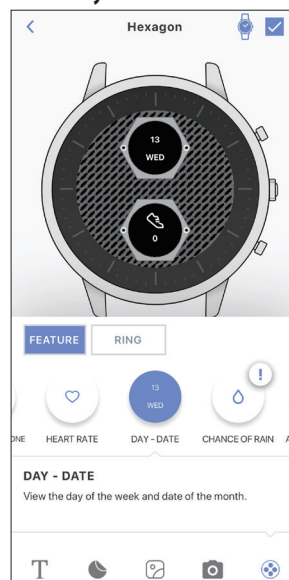 Hexagon
13
WED
0
FEATURE
RING
13
WED
!
HEART RATE
DAY - DATE
CHANCE OF RAIN
DAY - DATE
View the day of the week and date of the month.
T